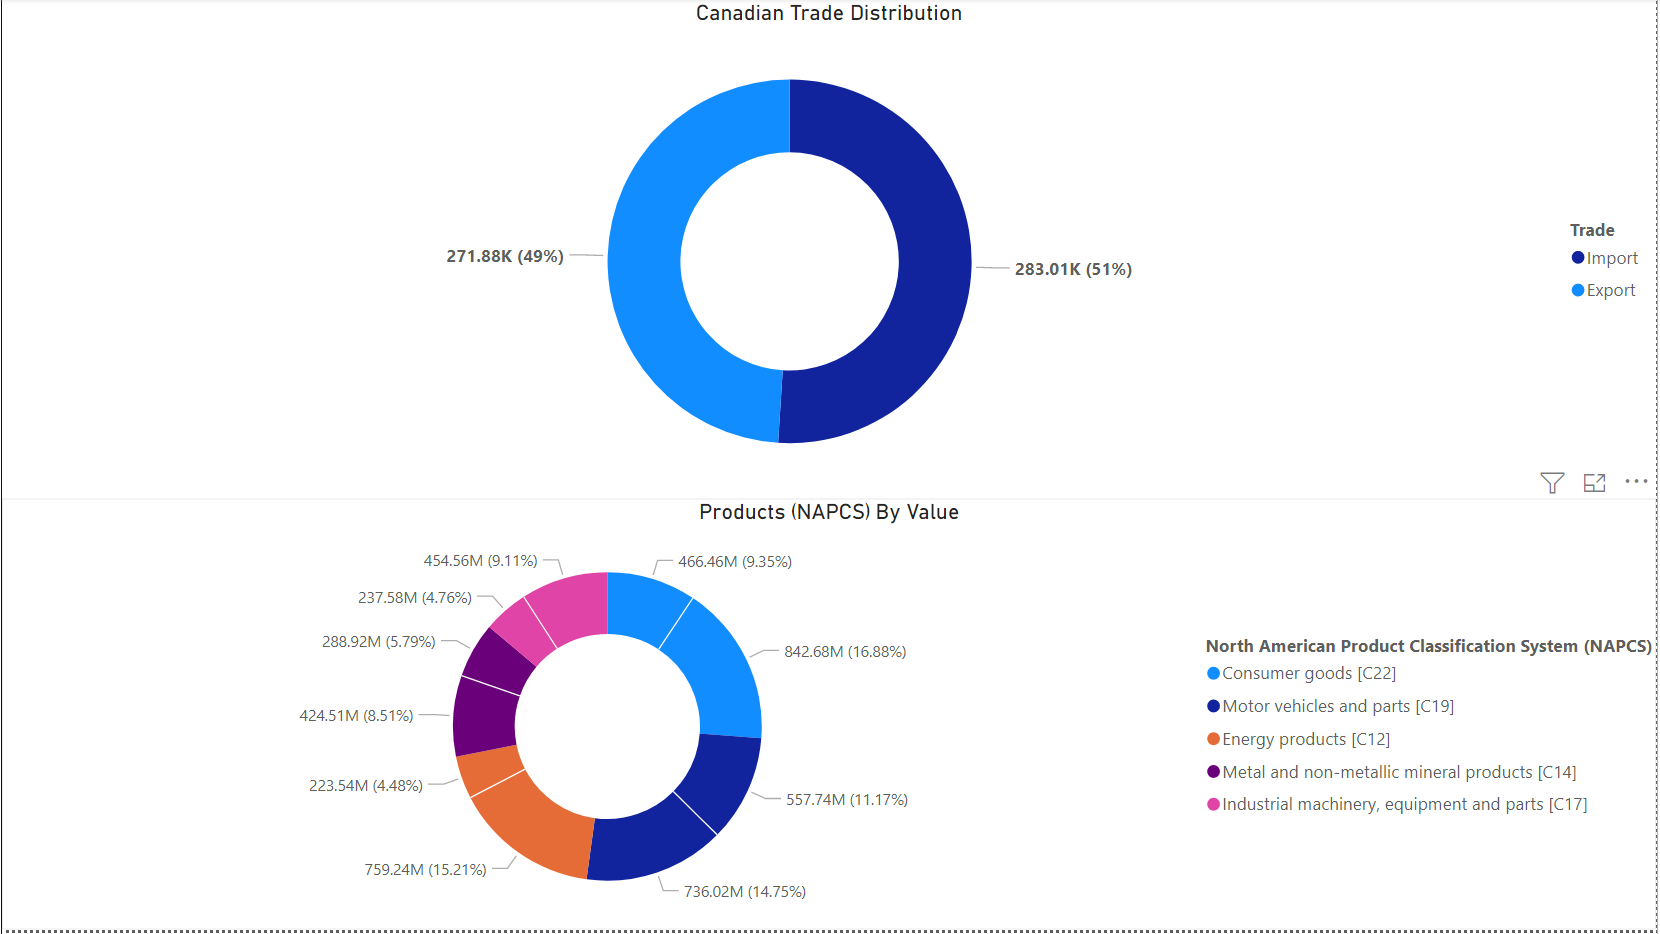 Canadian Trade Distribution
271.88K (49%)
283.01K (51%)
Trade
Import
Export
Products (NAPCS) By Value
454.56M (9.11%)
466.46M (9.35%)
237.58M (4.76%)
288.92M (5.79%)
842.68M (16.88%)
424.51M (8.51%)
223.54M (4.48%)
557.74M (11.17%)
759.24M (15.21%)
736.02M (14.75%)
North American Product Classification System (NAPCS)
Consumer goods [C22]
Motor vehicles and parts [C19]
Energy products [C12]
Metal and non-metallic mineral products [C14]
Industrial machinery, equipment and parts [C17]